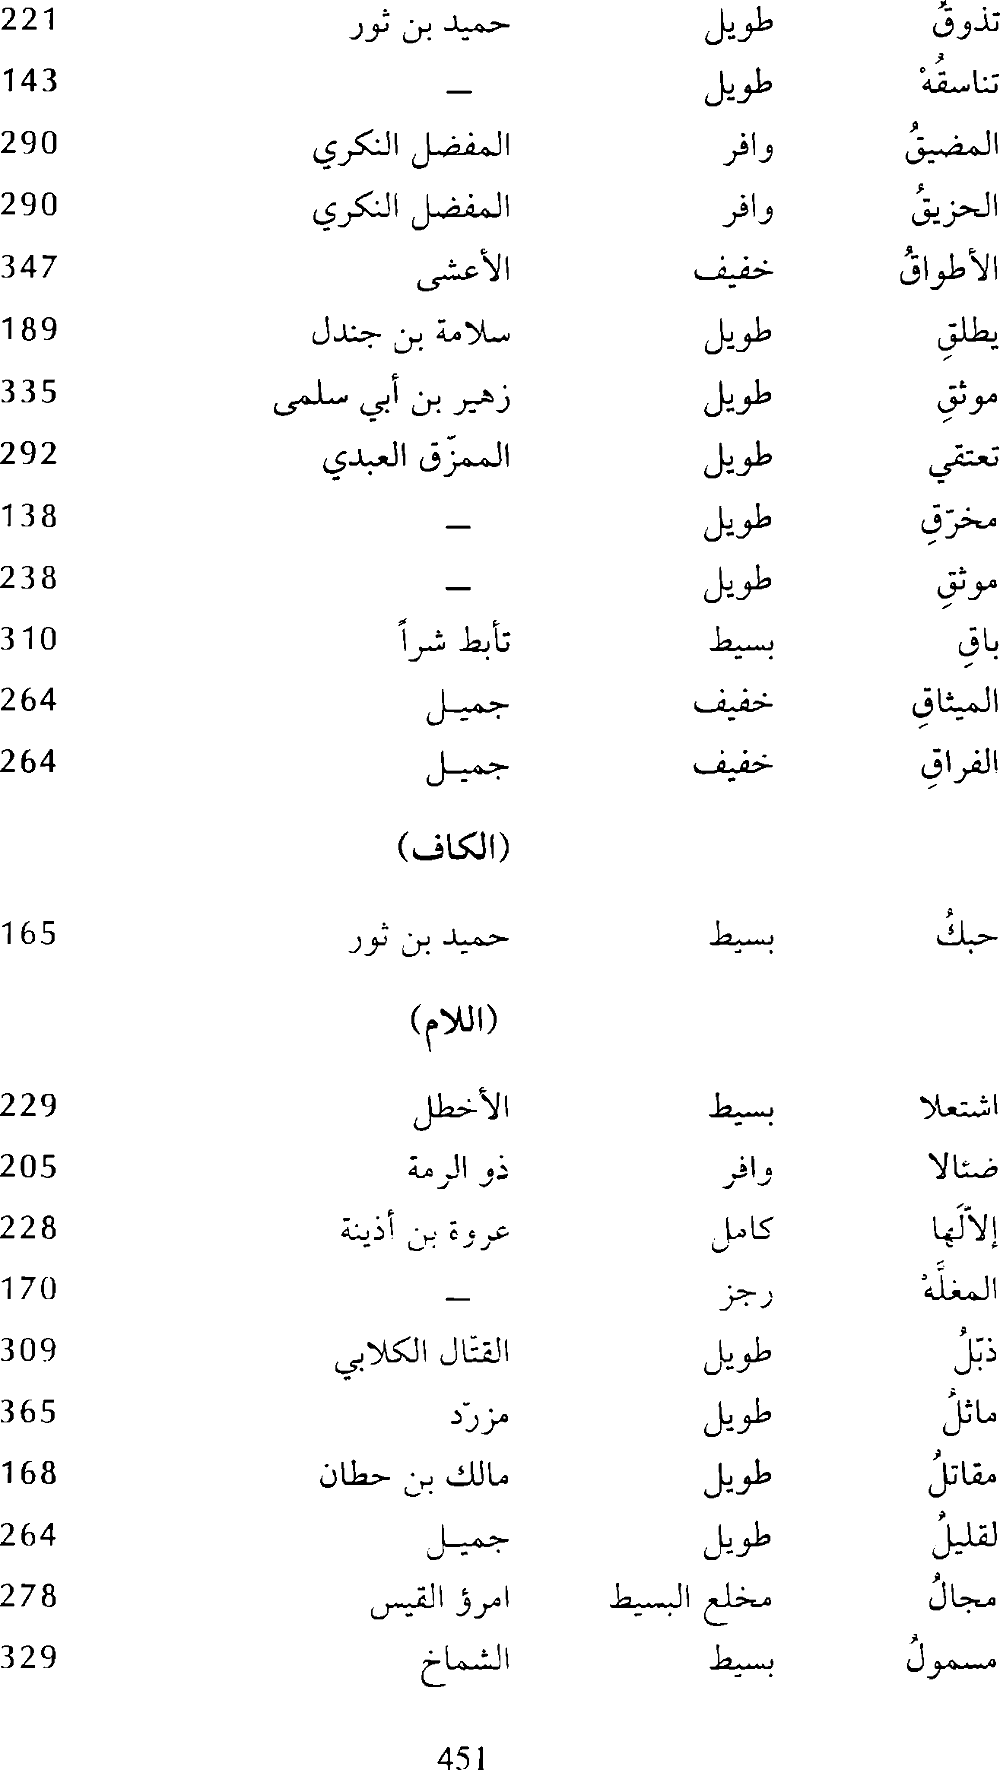 تذوقُ طويل حميد بن ثور 221
تناسقُهْ طويل – 143
المضيقُ وافر المفضل النكري 290
الحزيقُ وافر المفضل النكري 290
الأطواقُ خفيف الأعشى 347
يطلقِ طويل سلامة بن جندل 189
موثقِ طويل زهير بن أبي سلمى 335
تعتقي طويل الممزّق العبدي 292
مخرّقِ طويل – 138
موثقِ طويل – 238
باقِ بسيط تأبط شراً 310
الميثاقِ خفيف جميل 264
الفراقِ خفيف جميل 264
(الكاف)
حبكُ بسيط حميد بن ثور 165
(اللام)
اشتعلا بسيط الأخطل 229
ضئالا وافر ذو الرمة 205
إلاّلَها كامل عروة بن أذينة 228
المغلَّهْ رجز – 170
ذبّلُ طويل القتّال الكلابي 309
ماثلُ طويل مزرّد 365
مقاتلُ طويل مالك بن حطان 168
لقليلُ طويل جميل 264
مجالُ مخلع البسيط امرؤ القيس 278
مسمولُ بسيط الشماخ 329
451